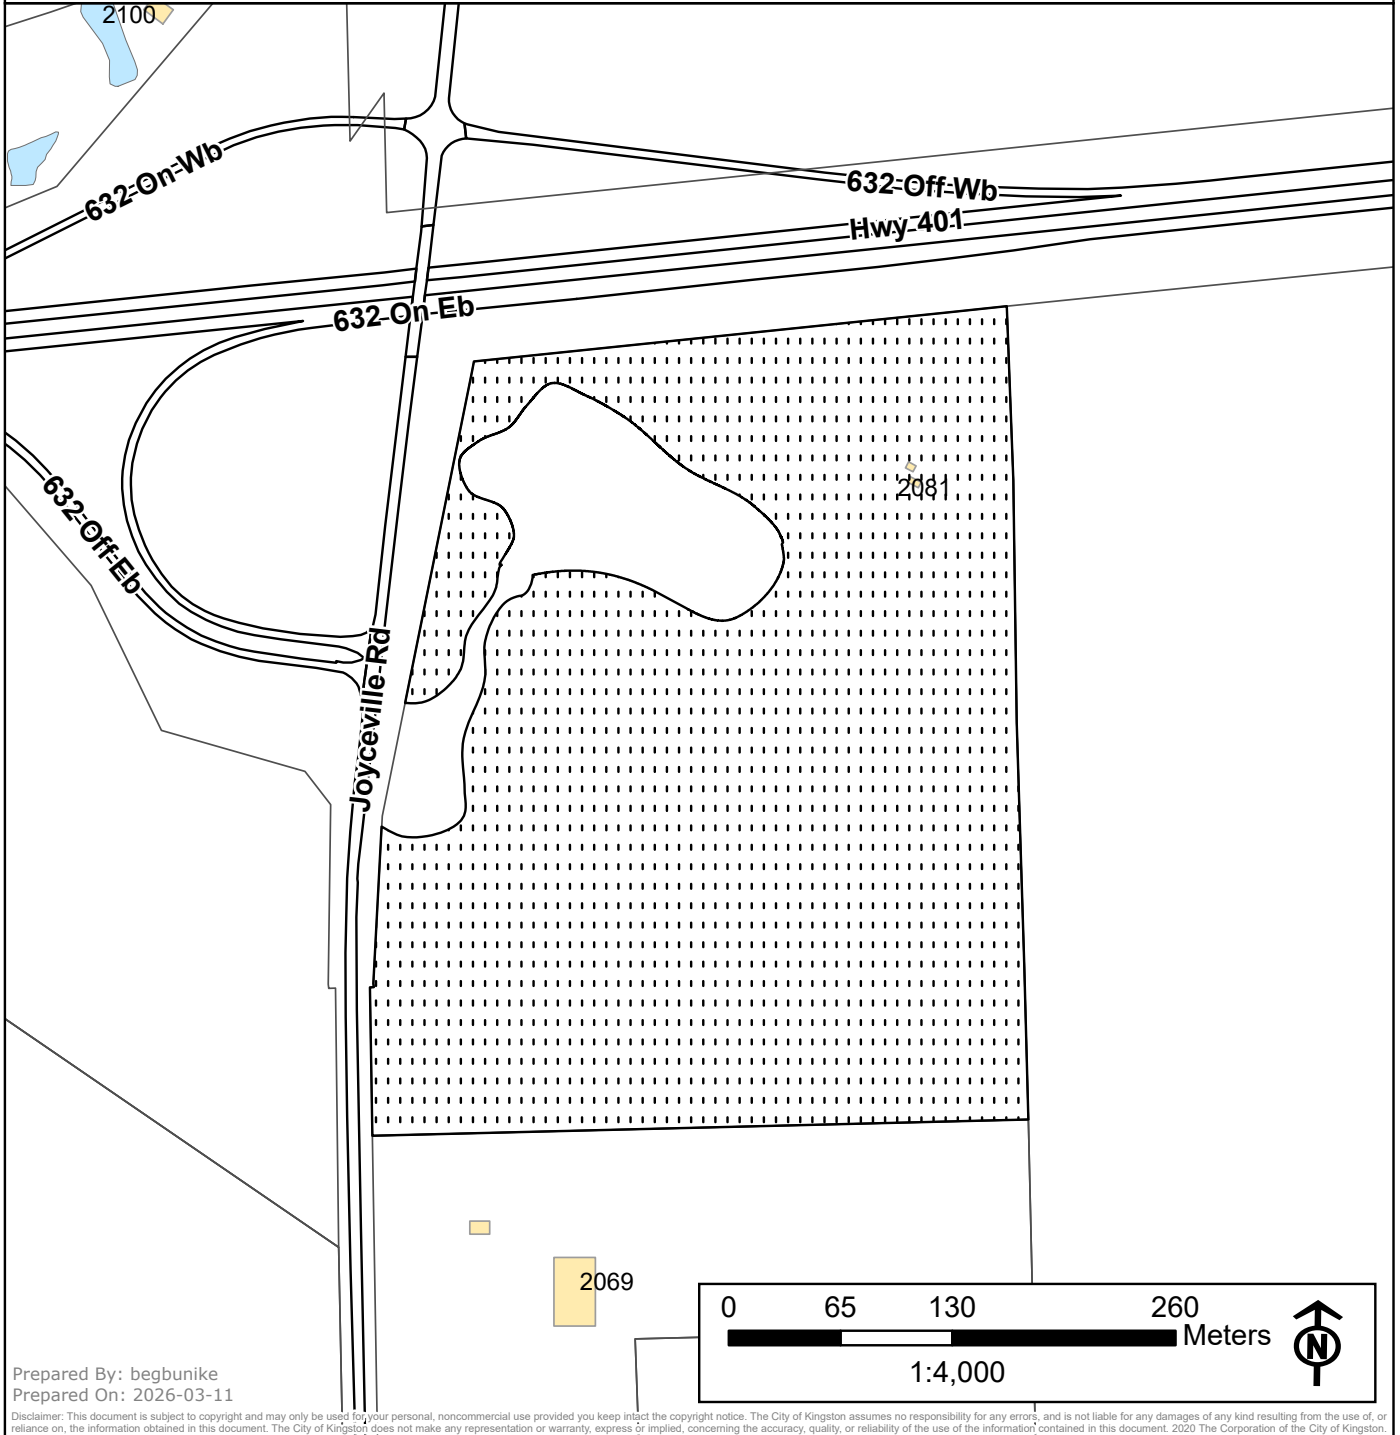 2100
632 On Wb
632 Off Wb
Hwy 401
632 On Eb
2081
632 Off Eb
Joyceville Rd
2069
0 65 130 260
Meters
1:4,000
N
Prepared By: begbunike
Prepared On: 2026-03-11
Disclaimer: This document is subject to copyright and may only be used for your personal, noncommercial use provided you keep intact the copyright notice. The City of Kingston assumes no responsibility for any errors, and is not liable for any damages of any kind resulting from the use of, or
reliance on, the information obtained in this document. The City of Kingston does not make any representation or warranty, express or implied, concerning the accuracy, quality, or reliability of the use of the information contained in this document. 2020 The Corporation of the City of Kingston.